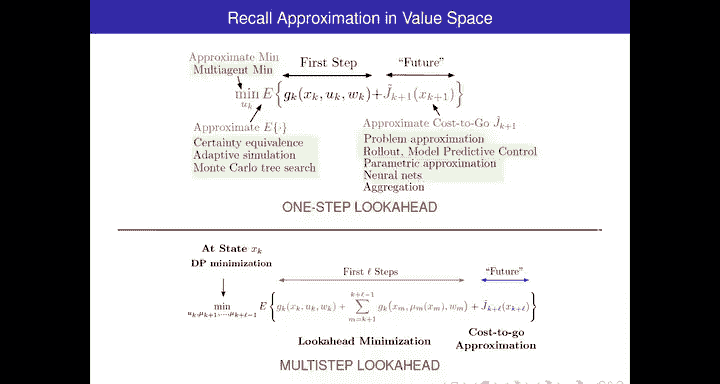 Recall Approximation in Value Space
Approximate Min
Multiagent Min
First Step
“Future”
min E { g_k(x_k, u_k, w_k) + J̃_{k+1}(x_{k+1}) }
u_k
Approximate E{·}
Certainty equivalence
Adaptive simulation
Monte Carlo tree search
Approximate Cost-to-Go J̃_{k+1}
Problem approximation
Rollout, Model Predictive Control
Parametric approximation
Neural nets
Aggregation
ONE-STEP LOOKAHEAD
At State x_k
DP minimization
First ℓ Steps
“Future”
min E { g_k(x_k, u_k, w_k) + ∑_{m=k+1}^{k+ℓ−1} g_k(x_m, μ_m(x_m), w_m) + J̃_{k+ℓ}(x_{k+ℓ}) }
u_k, μ_{k+1},...,μ_{k+ℓ−1}
Lookahead Minimization
Cost-to-go
Approximation
MULTISTEP LOOKAHEAD